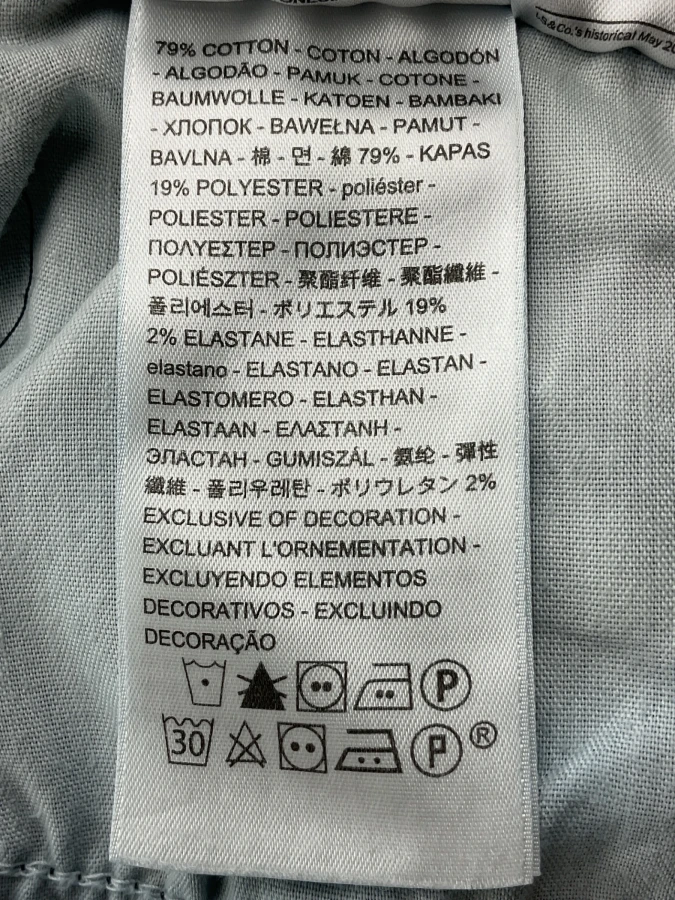 & Co.'s historical May 20
79% COTTON - COTON - ALGODÓN
- ALGODÃO - PAMUK - COTONE -
BAUMWOLLE - KATOEN - BAMBAKI
- ХЛОПОК - BAWEŁNA - PAMUT -
BAVLNA - 棉 - 면 - 綿 79% - KAPAS
19% POLYESTER - poliéster -
POLIESTER - POLIESTERE -
ΠΟΛΥΕΣΤΕΡ - ПОЛИЭСТЕР -
POLIÉSZTER - 聚酯纤维 - 聚酯纖維 -
폴리에스터 - ポリエステル 19%
2% ELASTANE - ELASTHANNE -
elastano - ELASTANO - ELASTAN -
ELASTOMERO - ELASTHAN -
ELASTAAN - ΕΛΑΣΤΑΝΗ -
ЭЛАСТАН - GUMISZÁL - 氨纶 - 彈性
纖維 - 폴리우레탄 - ポリウレタン 2%
EXCLUSIVE OF DECORATION -
EXCLUANT L'ORNEMENTATION -
EXCLUYENDO ELEMENTOS
DECORATIVOS - EXCLUINDO
DECORAÇÃO
P
30 P ®